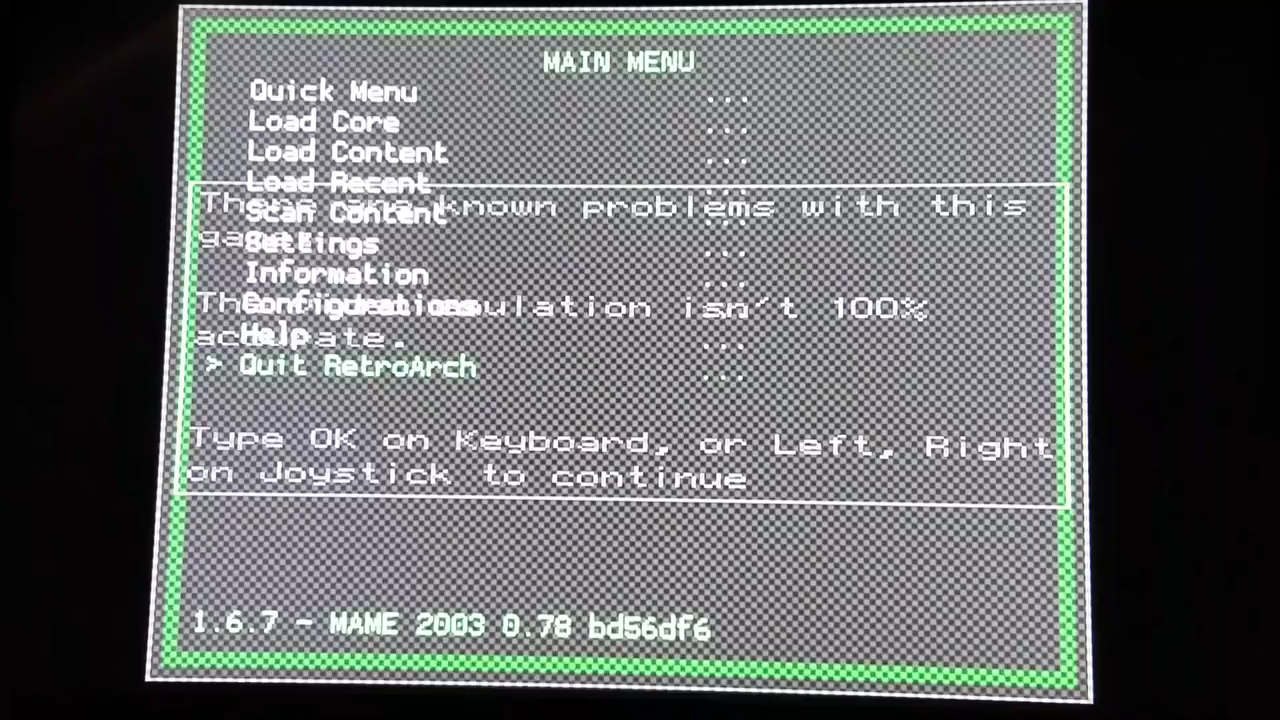 MAIN MENU
Quick Menu ...
Load Core ...
Load Content ...
Load Recent ...
known problems with this
Scan Content ...
Settings ...
Information ...
Configurations
isn't 100%
Help ...
> Quit RetroArch ...
Type OK on Keyboard, or Left, Right
on Joystick to continue
1.6.7 - MAME 2003 0.78 bd56df6